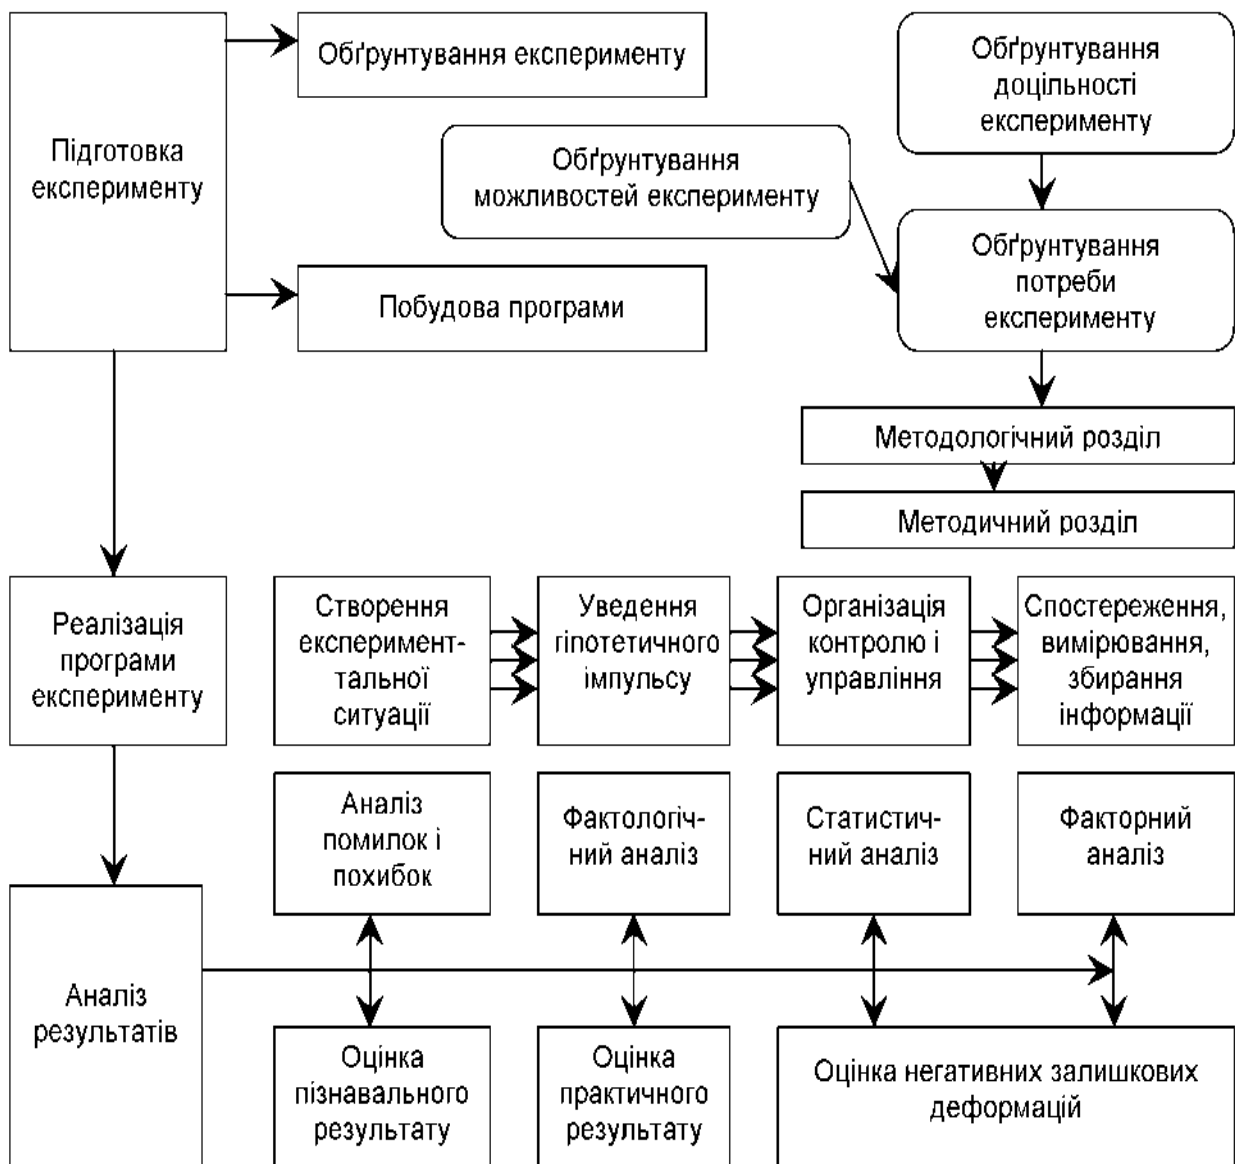 Обґрунтування експерименту
Обґрунтування
доцільності
експерименту
Підготовка
експерименту
Обґрунтування
можливостей експерименту
Обґрунтування
потреби
експерименту
Побудова програми
Методологічний розділ
Методичний розділ
Реалізація
програми
експерименту
Створення
експеримент-
тальної
ситуації
Уведення
гіпотетичного
імпульсу
Організація
контролю і
управління
Спостереження,
вимірювання,
збирання
інформації
Аналіз
помилок і
похибок
Фактологіч-
ний аналіз
Статистич-
ний аналіз
Факторний
аналіз
Аналіз
результатів
Оцінка
пізнавального
результату
Оцінка
практичного
результату
Оцінка негативних залишкових
деформацій